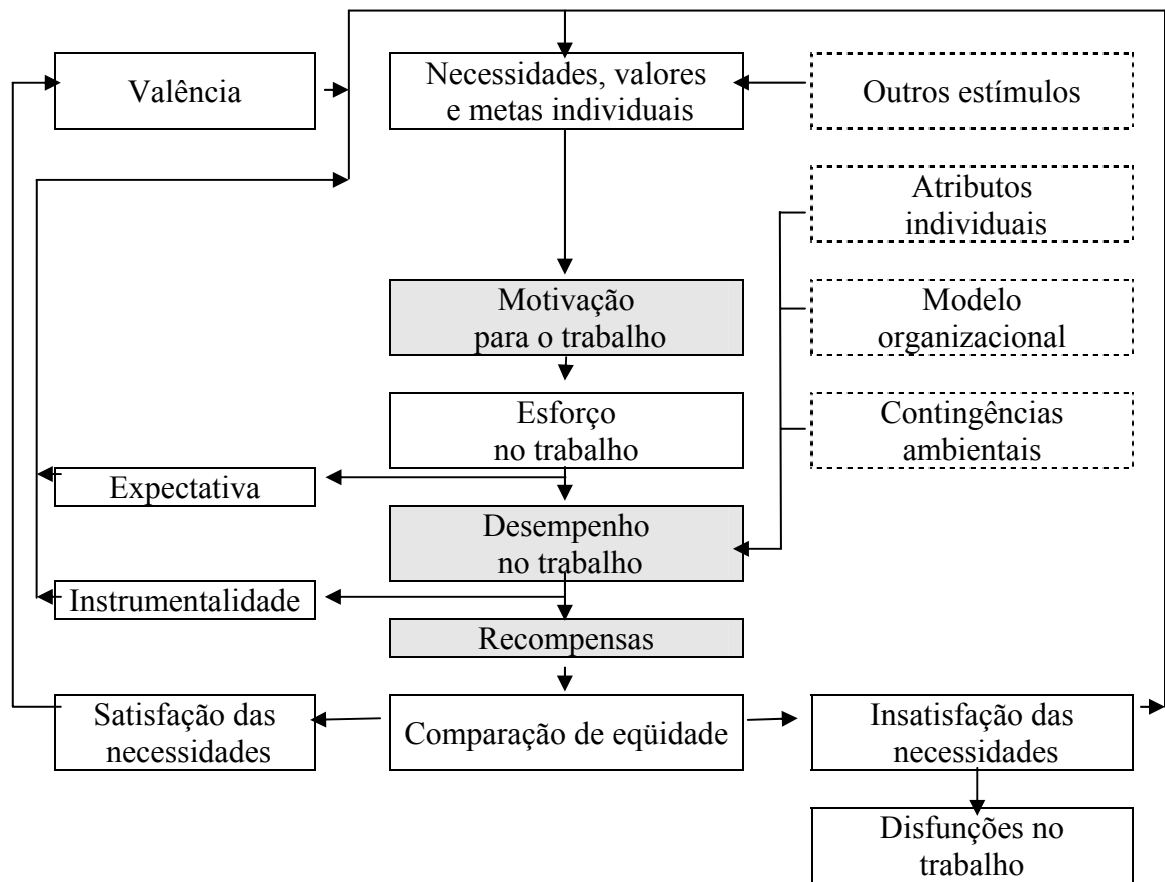 Valência
Necessidades, valores
e metas individuais
Outros estímulos
Atributos
individuais
Motivação
para o trabalho
Modelo
organizacional
Esforço
no trabalho
Contingências
ambientais
Expectativa
Desempenho
no trabalho
Instrumentalidade
Recompensas
Satisfação das
necessidades
Comparação de eqüidade
Insatisfação das
necessidades
Disfunções no
trabalho